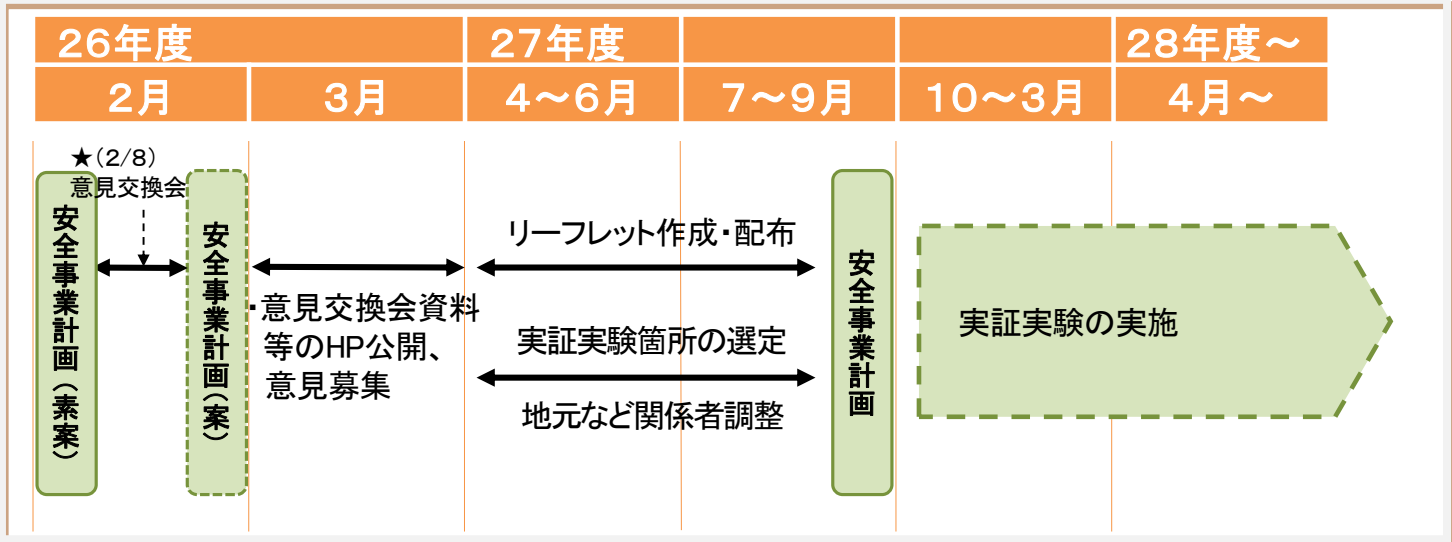 26年度
27年度
28年度～
2月
3月
4～6月
7～9月
10～3月
4月～
★(2/8)
意見交換会
安全事業計画（素案）
安全事業計画（案）
・意見交換会資料
等のHP公開、
意見募集
リーフレット作成・配布
実証実験箇所の選定
地元など関係者調整
安全事業計画
実証実験の実施